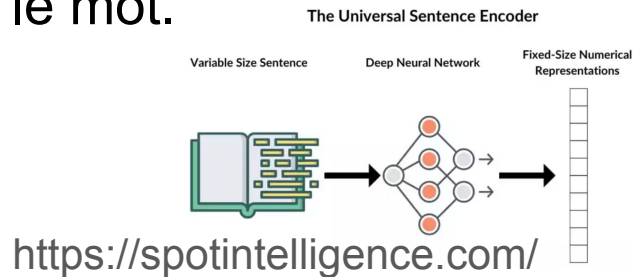 le mot.
The Universal Sentence Encoder
Variable Size Sentence
Deep Neural Network
Fixed-Size Numerical
Representations
https://spotintelligence.com/